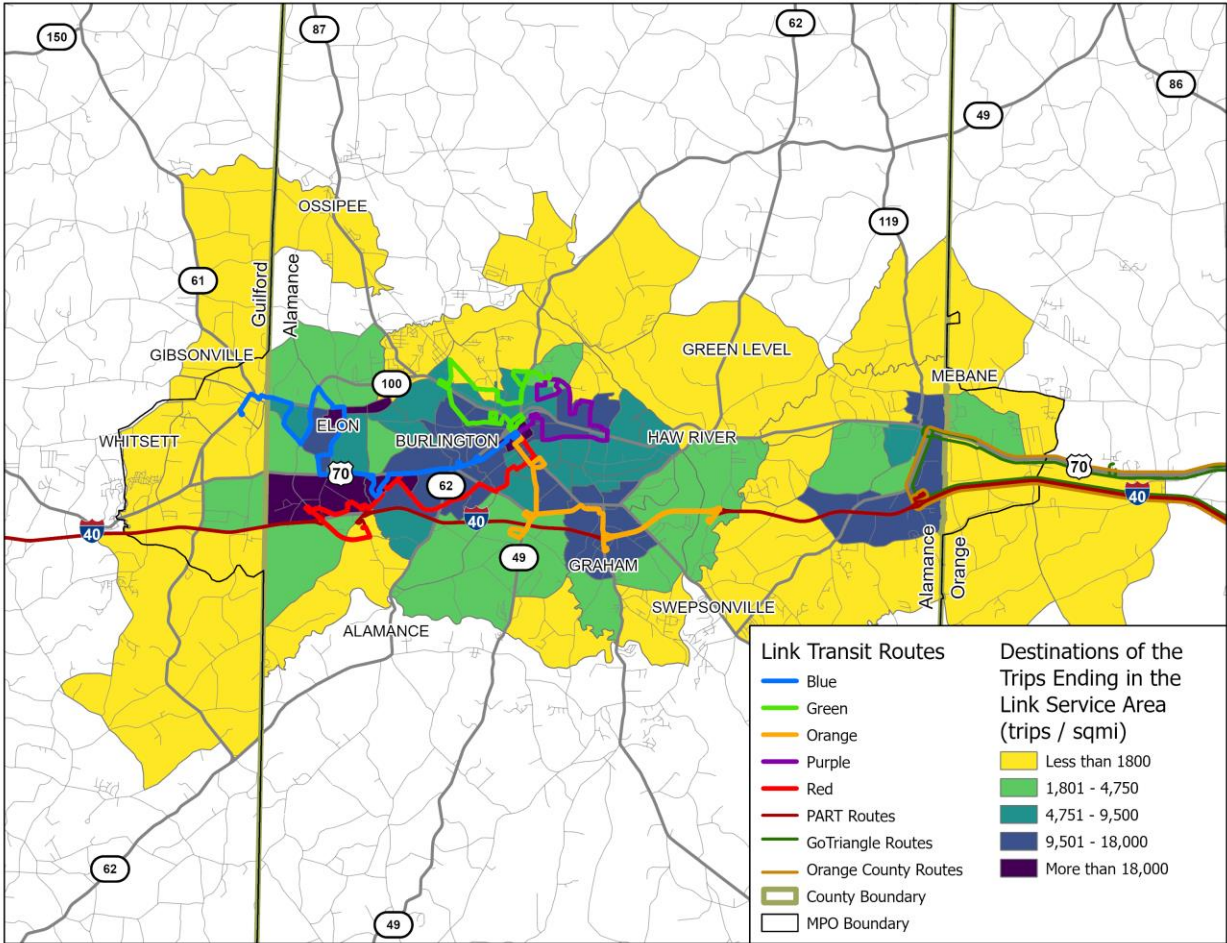 150
87
62
86
49
OSSIPEE
119
61
Guilford
Alamance
GIBSONVILLE
GREEN LEVEL
MEBANE
100
ELON
BURLINGTON
HAW RIVER
WHITSETT
70
62
70
40
40
40
49
GRAHAM
Alamance
Orange
SWEPSONVILLE
ALAMANCE
62
49
Link Transit Routes
Blue
Green
Orange
Purple
Red
PART Routes
GoTriangle Routes
Orange County Routes
County Boundary
MPO Boundary
Destinations of the
Trips Ending in the
Link Service Area
(trips / sqmi)
Less than 1800
1,801 - 4,750
4,751 - 9,500
9,501 - 18,000
More than 18,000